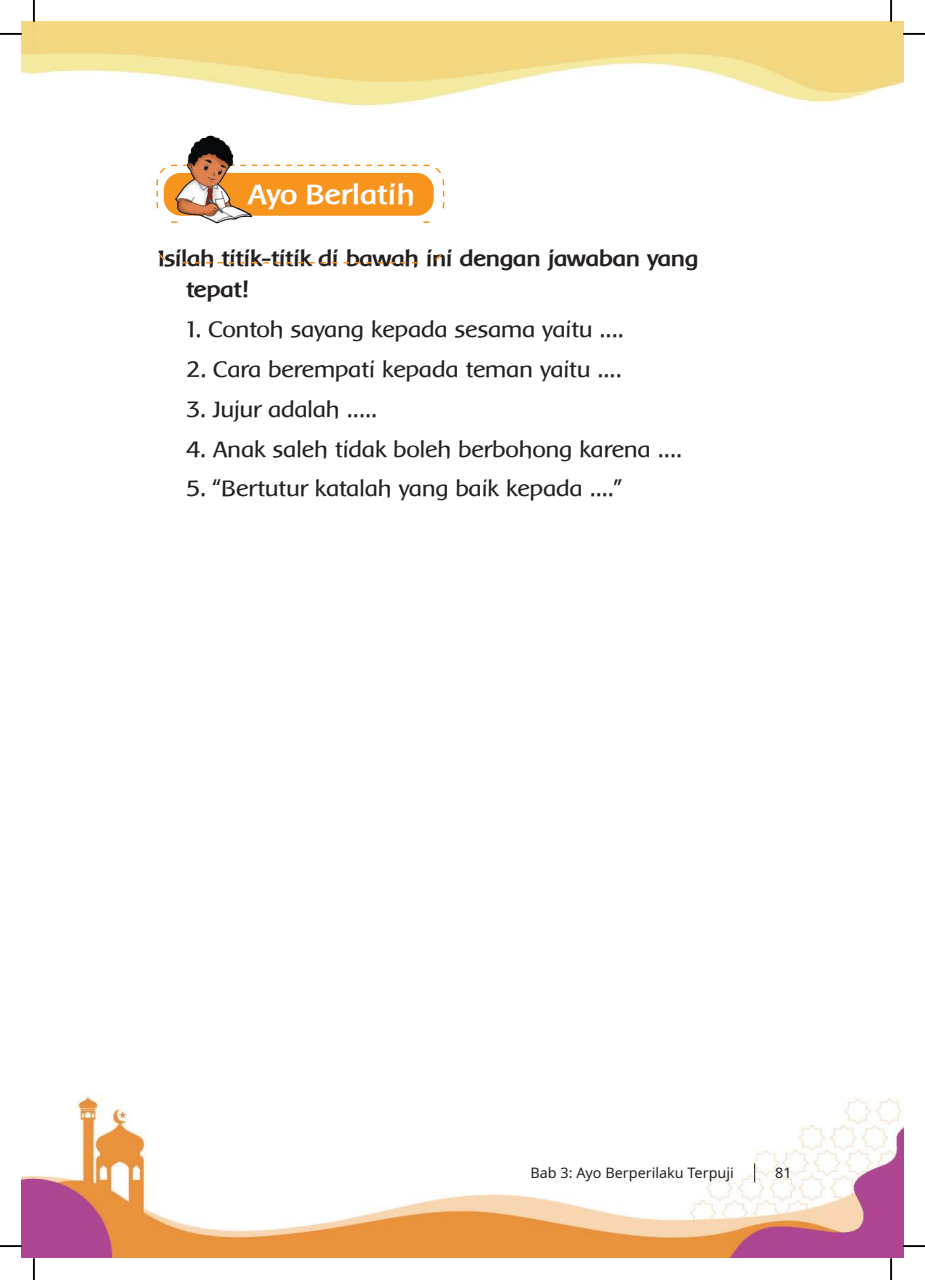 Ayo Berlatih
Isilah titik-titik di bawah ini dengan jawaban yang
tepat!
1. Contoh sayang kepada sesama yaitu ....
2. Cara berempati kepada teman yaitu ....
3. Jujur adalah .....
4. Anak saleh tidak boleh berbohong karena ....
5. “Bertutur katalah yang baik kepada ....”
Bab 3: Ayo Berperilaku Terpuji | 81